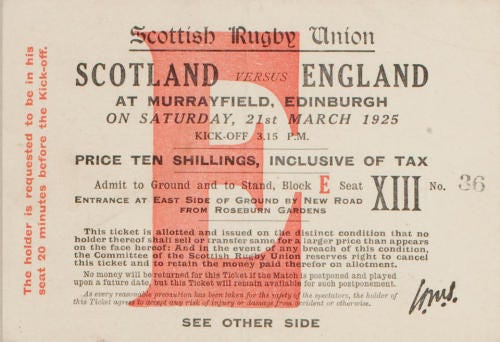 Scottish Rugby Union
SCOTLAND VERSUS ENGLAND
AT MURRAYFIELD, EDINBURGH
ON SATURDAY, 21st MARCH 1925
KICK-OFF 3.15 P.M.
PRICE TEN SHILLINGS, INCLUSIVE OF TAX
Admit to Ground and to Stand, Block E Seat XIII No. 36
ENTRANCE AT EAST SIDE OF GROUND BY NEW ROAD
FROM ROSEBURN GARDENS
This ticket is allotted and issued on the distinct condition that no
holder thereof shall sell or transfer same for a larger price than appears
on the face hereof: And in the event of any breach of this condition,
the Committee of the Scottish Rugby Union reserves right to cancel
this ticket and to retain the money paid therefor on allotment.
No money will be returned for this Ticket if the Match is postponed and played
upon a future date, but this Ticket will remain available for such postponement.
As every reasonable precaution has been taken for the safety of the spectators, the holder of
this Ticket agrees to accept any risk of injury or damage from accident or otherwise.
SEE OTHER SIDE
E
The holder is requested to be in his
seat 20 minutes before the Kick-off.